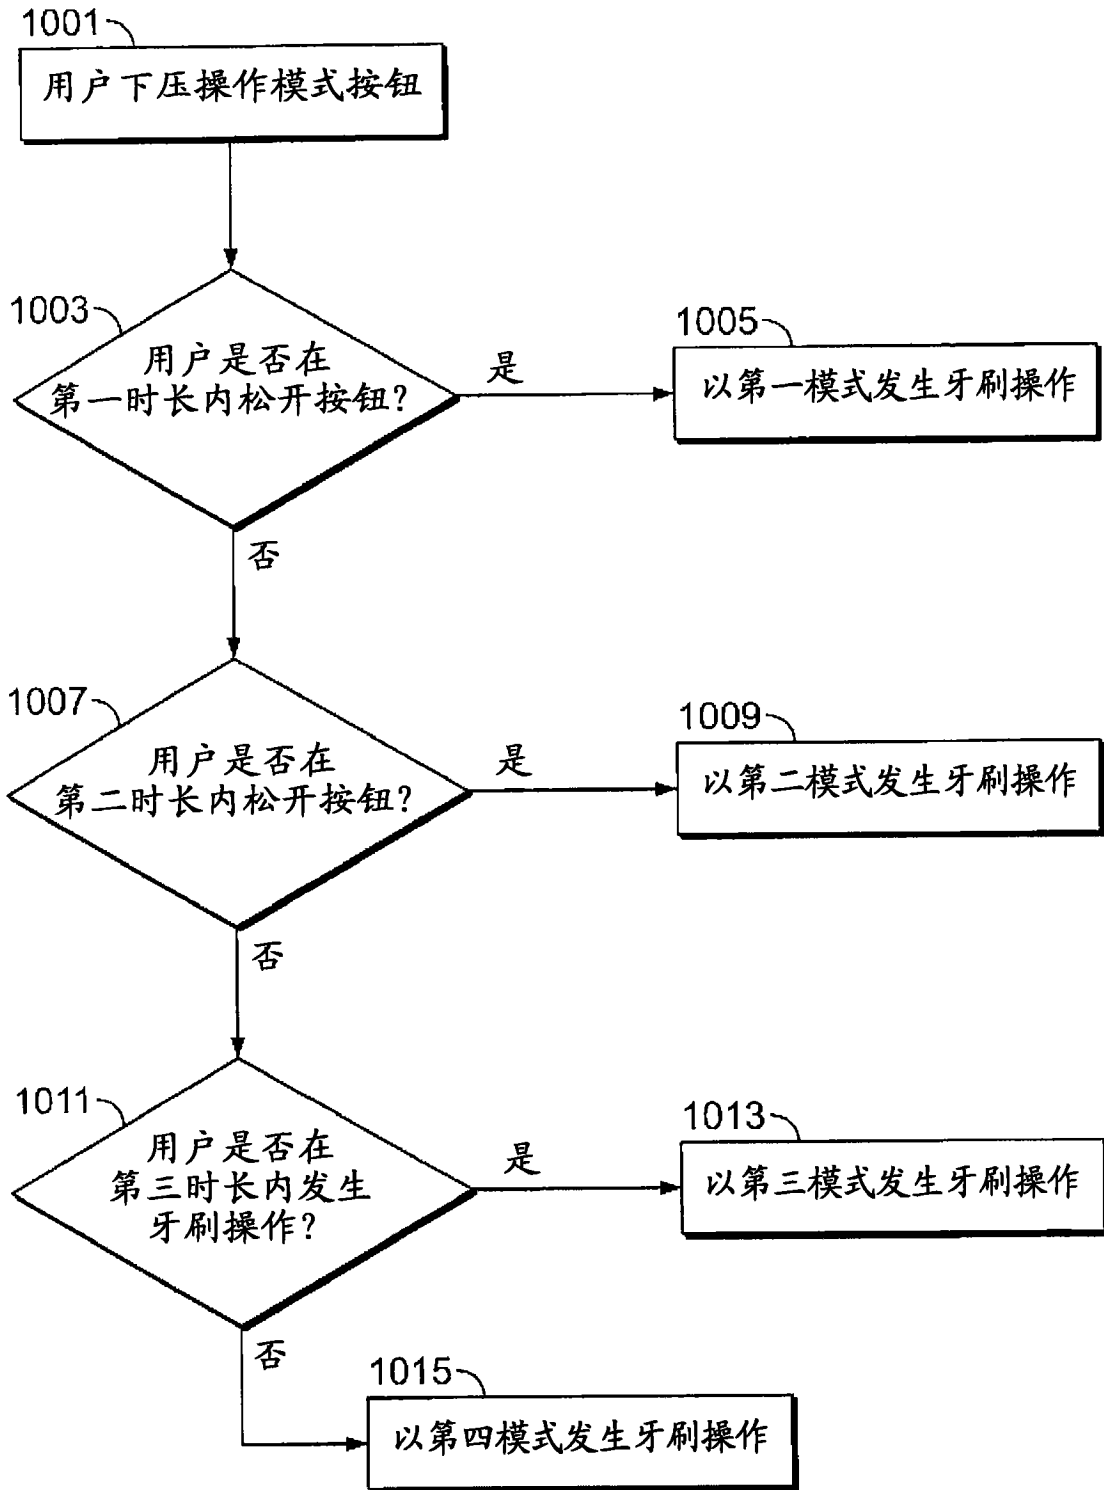 1001
用户下压操作模式按钮
1003
用户是否在
第一时长内松开按钮?
是
1005
以第一模式发生牙刷操作
否
1007
用户是否在
第二时长内松开按钮?
是
1009
以第二模式发生牙刷操作
否
1011
用户是否在
第三时长内发生
牙刷操作?
是
1013
以第三模式发生牙刷操作
否
1015
以第四模式发生牙刷操作